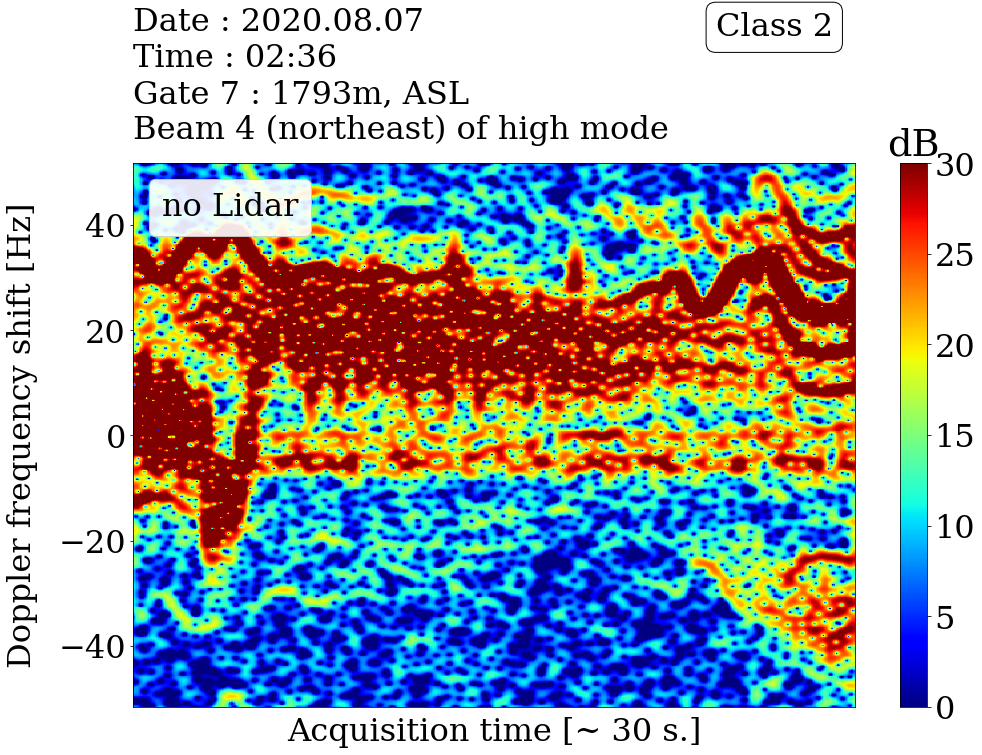 Date : 2020.08.07
Time : 02:36
Gate 7 : 1793m, ASL
Beam 4 (northeast) of high mode
Class 2
dB
no Lidar
Doppler frequency shift [Hz]
40
20
0
−20
−40
30
25
20
15
10
5
0
Acquisition time [~ 30 s.]